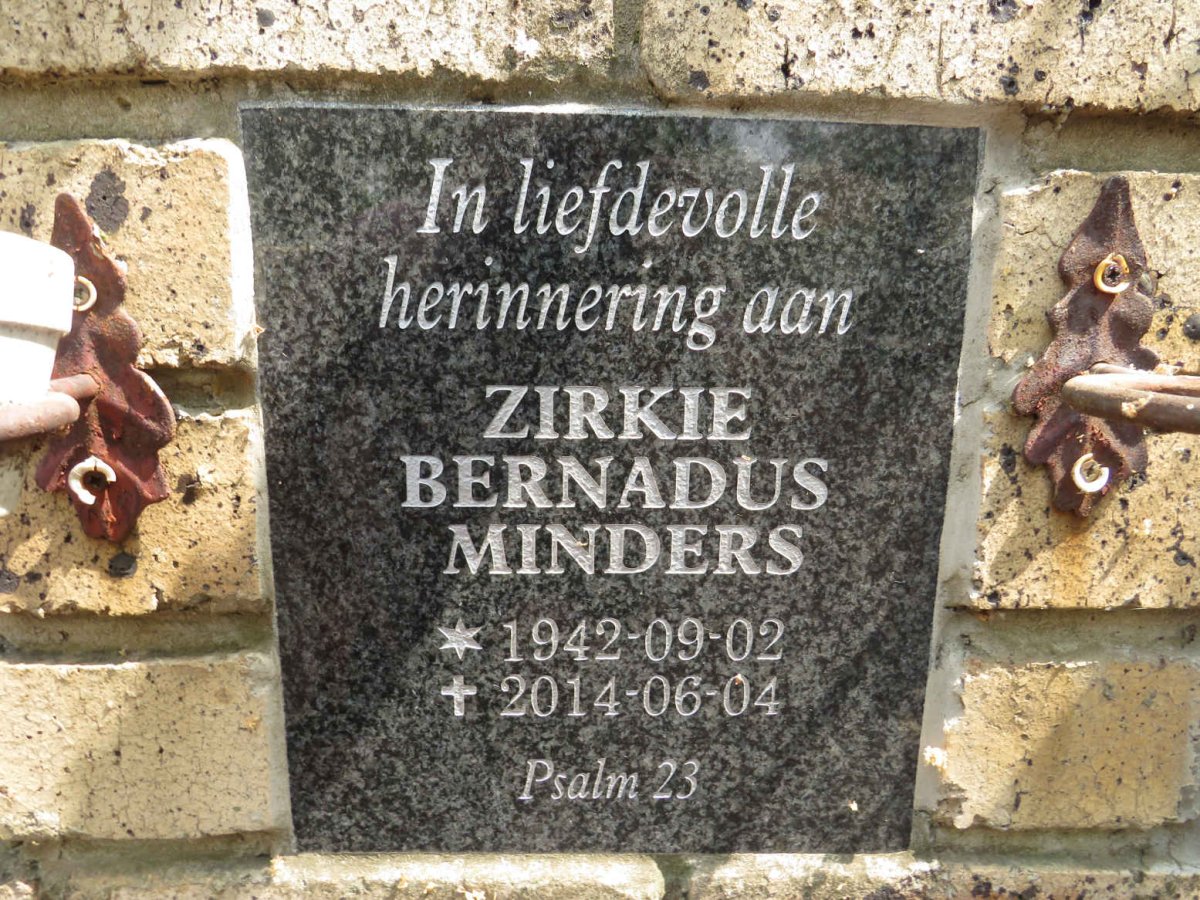 In liefdevolle
herinnering aan
ZIRKIE
BERNADUS
MINDERS
✶ 1942-09-02
✝ 2014-06-04
Psalm 23